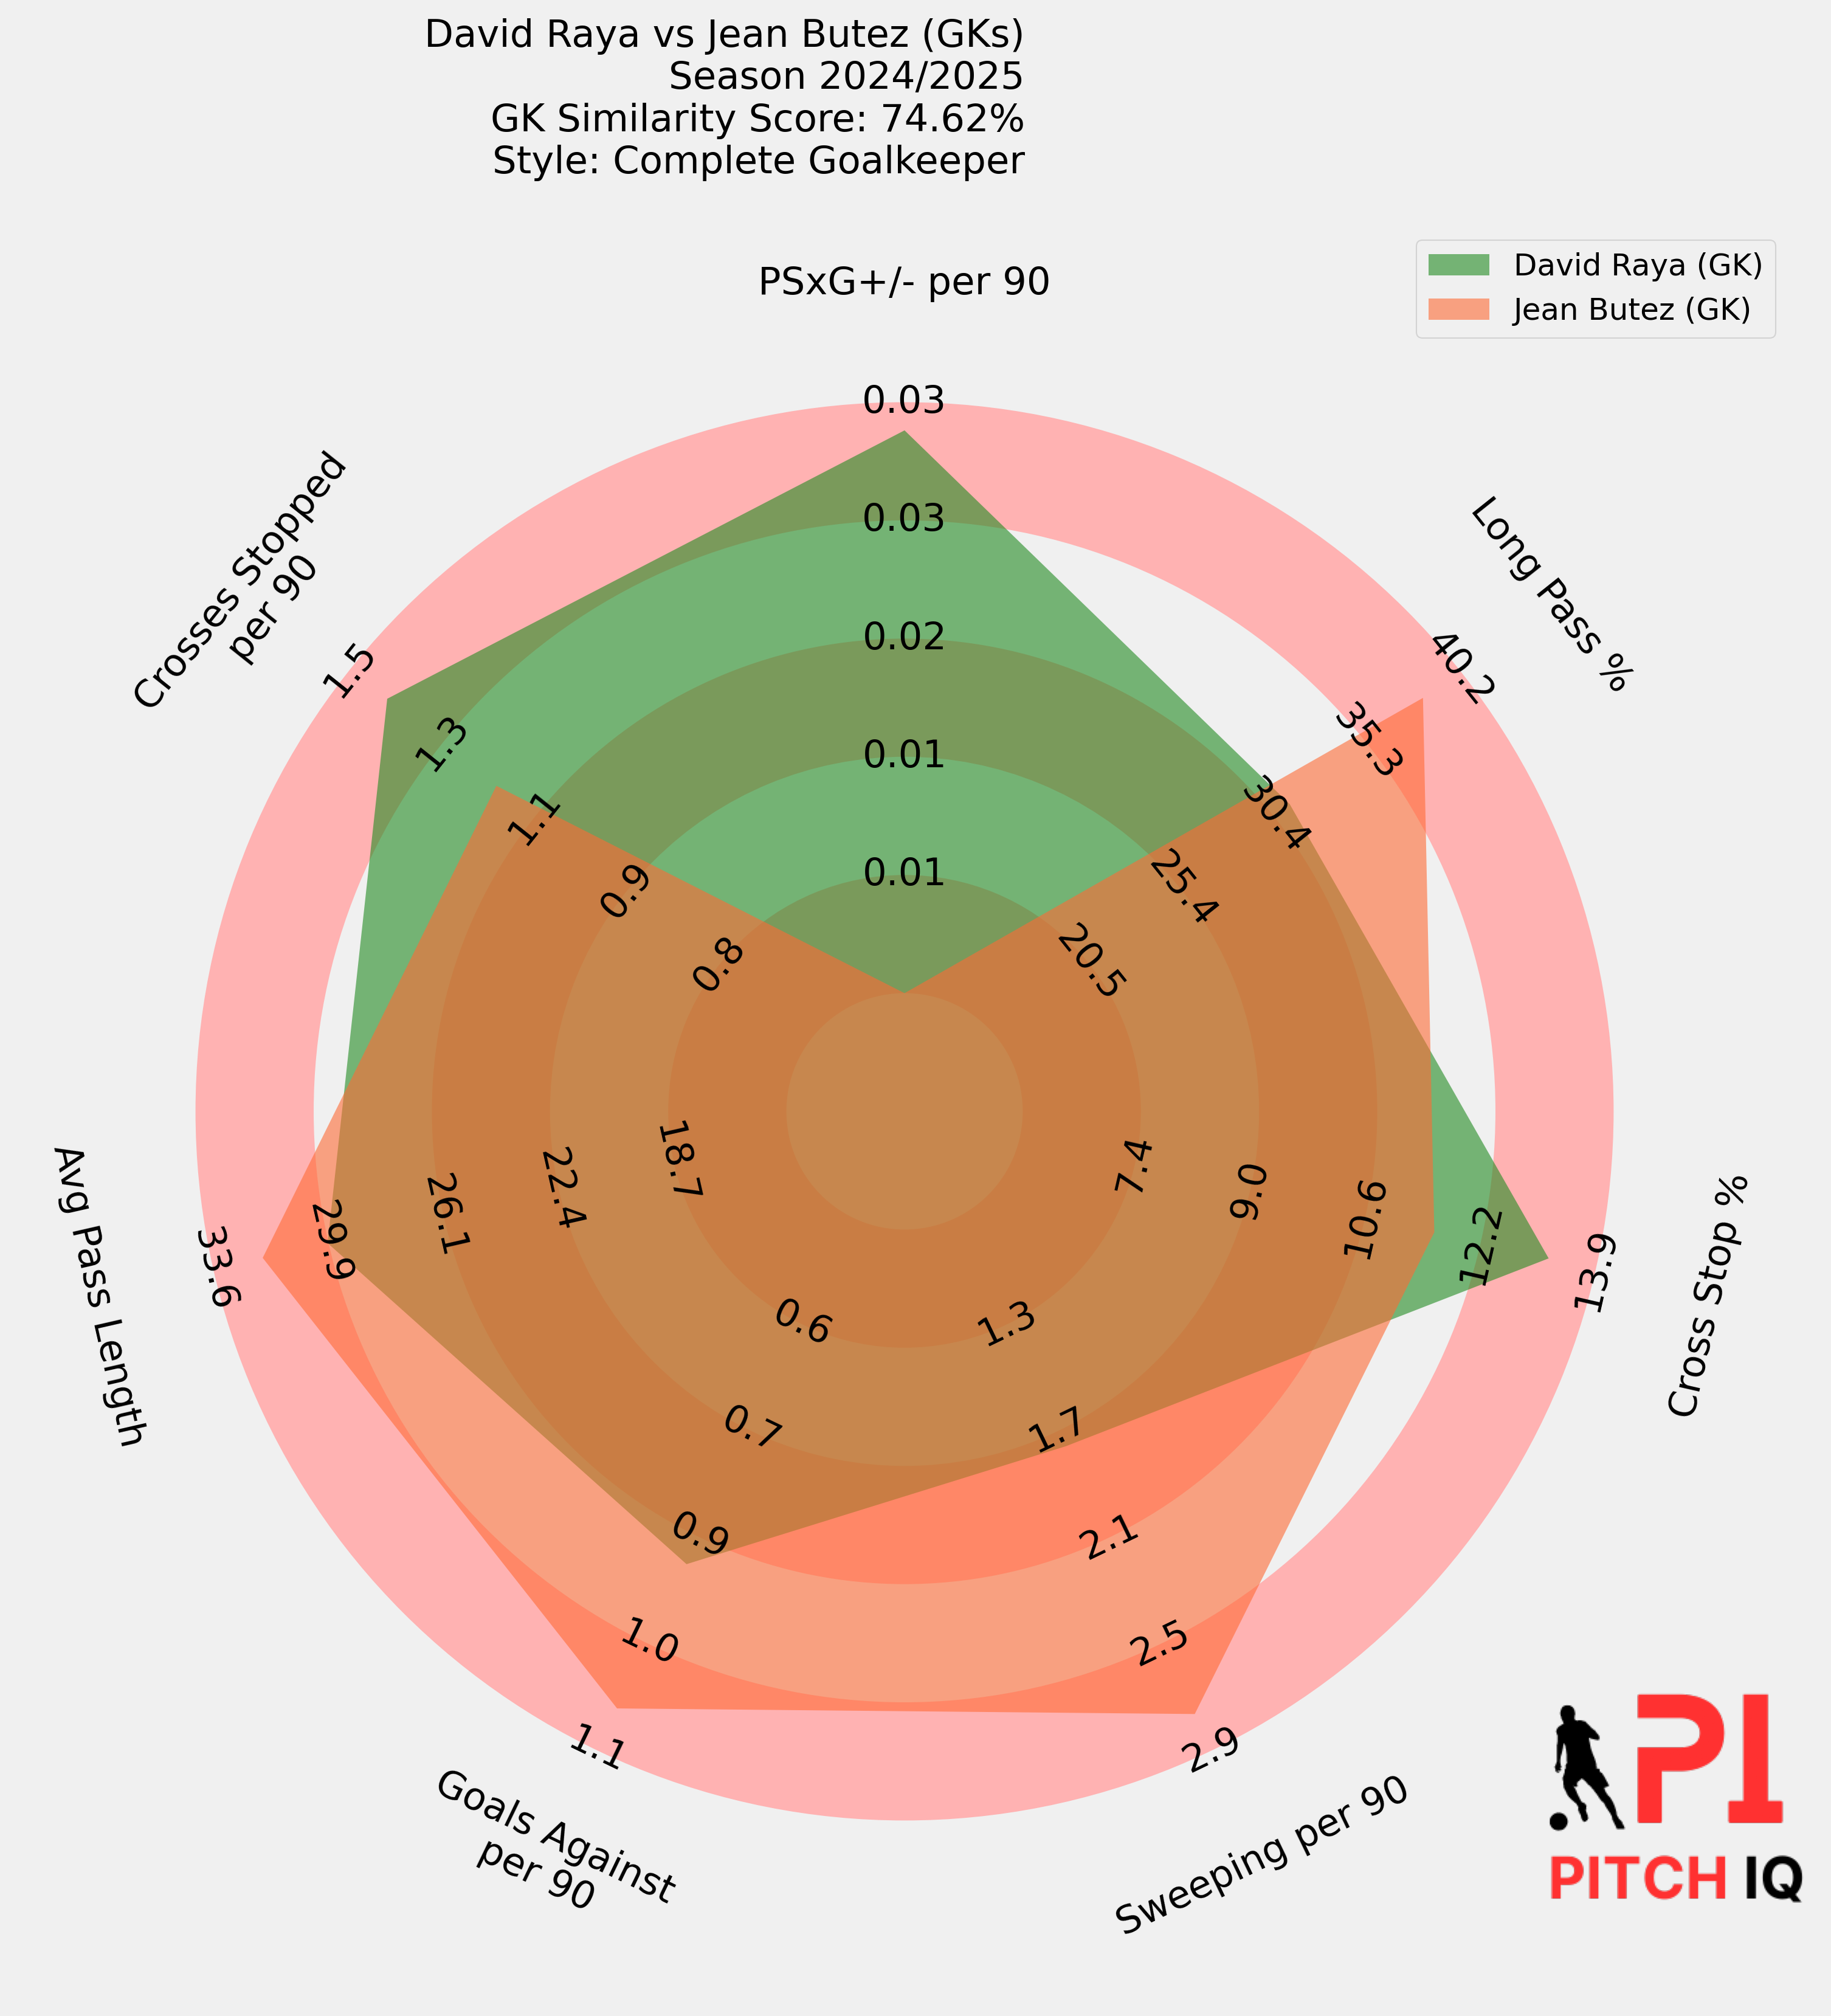 David Raya vs Jean Butez (GKs)
Season 2024/2025
GK Similarity Score: 74.62%
Style: Complete Goalkeeper
David Raya (GK)
Jean Butez (GK)
PSxG+/- per 90
0.03
0.03
0.02
0.01
0.01
Long Pass %
40.2
35.3
30.4
25.4
20.5
Cross Stop %
13.9
12.2
10.6
9.0
7.4
Sweeping per 90
2.9
2.5
2.1
1.7
1.3
Goals Against
per 90
1.1
1.0
0.9
0.7
0.6
Avg Pass Length
33.6
29.9
26.1
22.4
18.7
Crosses Stopped
per 90
1.5
1.3
1.1
0.9
0.8
PI
PITCH IQ